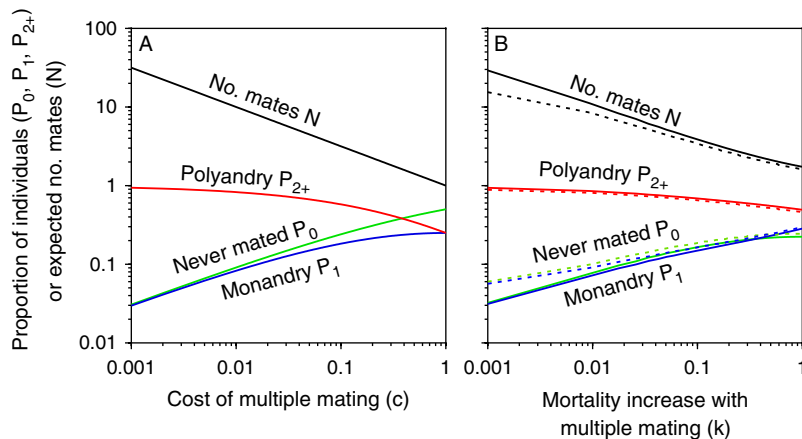 Proportion of individuals (P0, P1, P2+)
or expected no. mates (N)
100
10
1
0.1
0.01
A
No. mates N
Polyandry P2+
Never mated P0
Monandry P1
0.001
0.01
0.1
1
Cost of multiple mating (c)
B
No. mates N
Polyandry P2+
Never mated P0
Monandry P1
0.001
0.01
0.1
1
Mortality increase with
multiple mating (k)